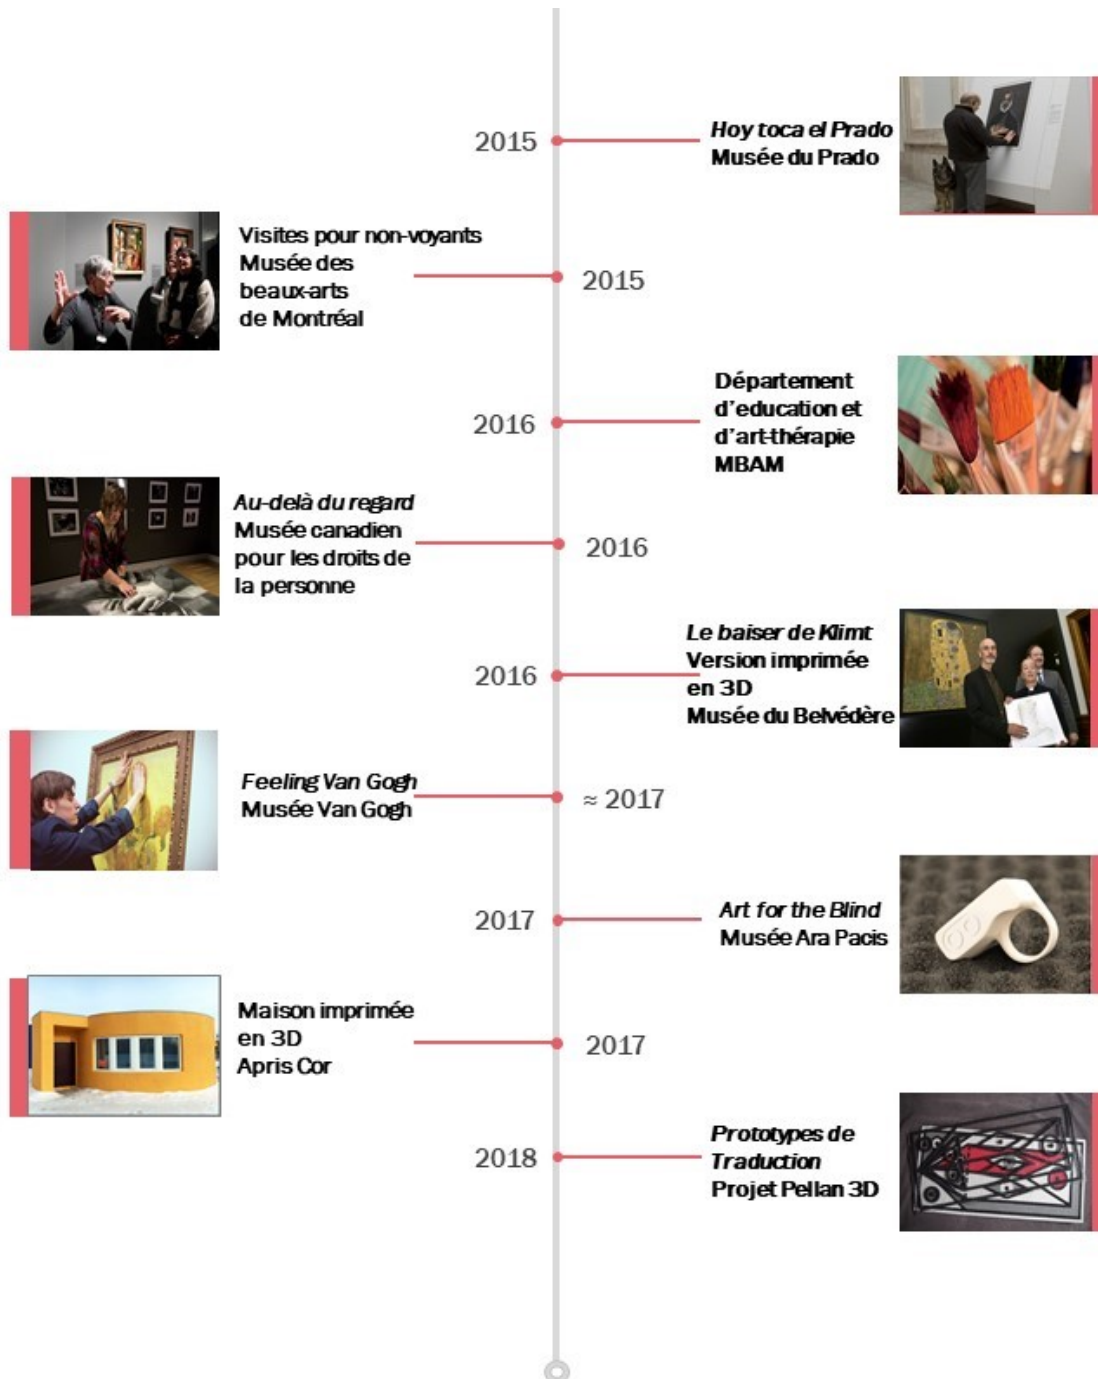 2015
Hoy toca el Prado
Musée du Prado
Visites pour non-voyants
Musée des
beaux-arts
de Montréal
2015
2016
Département
d'education et
d'art-thérapie
MBAM
Au-delà du regard
Musée canadien
pour les droits de
la personne
2016
2016
Le baiser de Klimt
Version imprimée
en 3D
Musée du Belvédère
Feeling Van Gogh
Musée Van Gogh
≈ 2017
2017
Art for the Blind
Musée Ara Pacis
Maison imprimée
en 3D
Apris Cor
2017
2018
Prototypes de
Traduction
Projet Pellan 3D